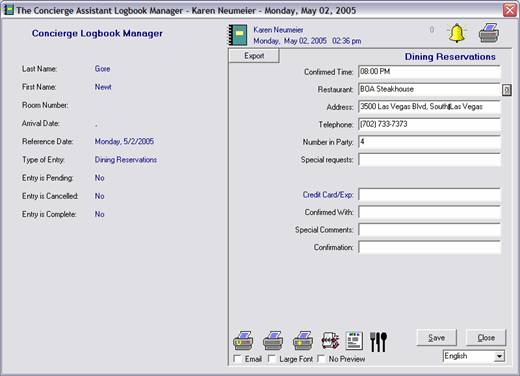 The Concierge Assistant Logbook Manager - Karen Neumeier - Monday, May 02, 2005
Concierge Logbook Manager
Last Name: Gore
First Name: Newt
Room Number:
Arrival Date: .
Reference Date: Monday, 5/2/2005
Type of Entry: Dining Reservations
Entry is Pending: No
Entry is Cancelled: No
Entry is Complete: No
Karen Neumeier
Monday, May 02, 2005 02:36 pm
0
Export
Dining Reservations
Confirmed Time: 08:00 PM
Restaurant: BOA Steakhouse
Address: 3500 Las Vegas Blvd, South/Las Vegas
Telephone: (702) 733-7373
Number in Party: 4
Special requests:
Credit Card/Exp:
Confirmed With:
Special Comments:
Confirmation:
Save Close
Email Large Font No Preview English